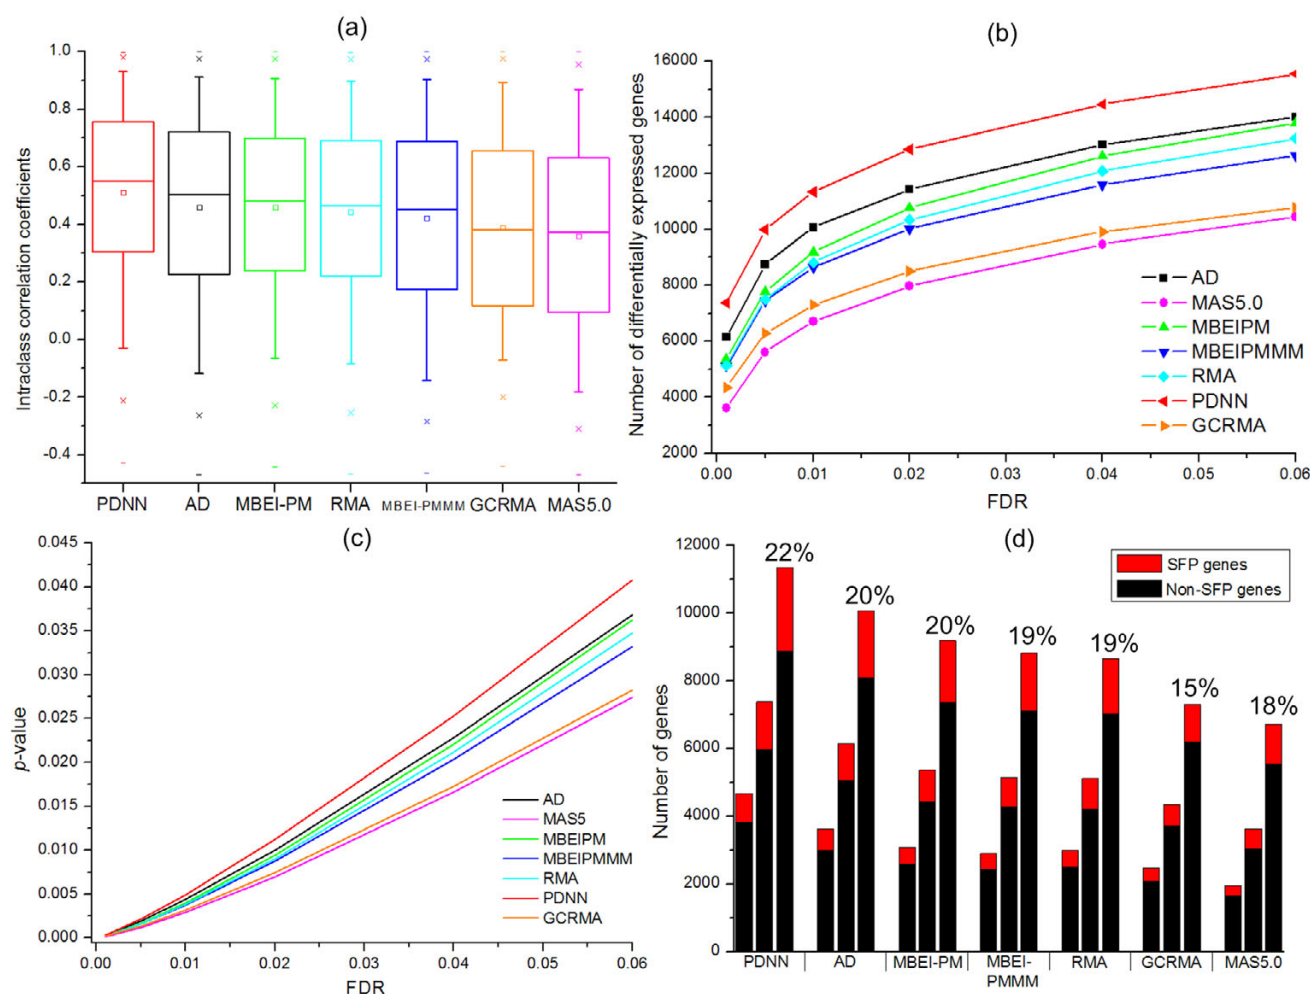 (a)
Intraclass correlation coefficients
1.0
0.8
0.6
0.4
0.2
0.0
-0.2
-0.4
PDNN AD MBEI-PM RMA MBEI-PMMM GCRMA MAS5.0
(b)
Number of differentially expressed genes
16000
14000
12000
10000
8000
6000
4000
2000
AD
MAS5.0
MBEIPM
MBEIPMMM
RMA
PDNN
GCRMA
0.00 0.01 0.02 0.03 0.04 0.05 0.06
FDR
(c)
p-value
0.045
0.040
0.035
0.030
0.025
0.020
0.015
0.010
0.005
0.000
AD
MAS5
MBEIPM
MBEIPMMM
RMA
PDNN
GCRMA
0.00 0.01 0.02 0.03 0.04 0.05 0.06
FDR
(d)
Number of genes
12000
10000
8000
6000
4000
2000
0
SFP genes
Non-SFP genes
22%
20%
20%
19%
19%
15%
18%
PDNN AD MBEI-PM MBEI-PMMM RMA GCRMA MAS5.0